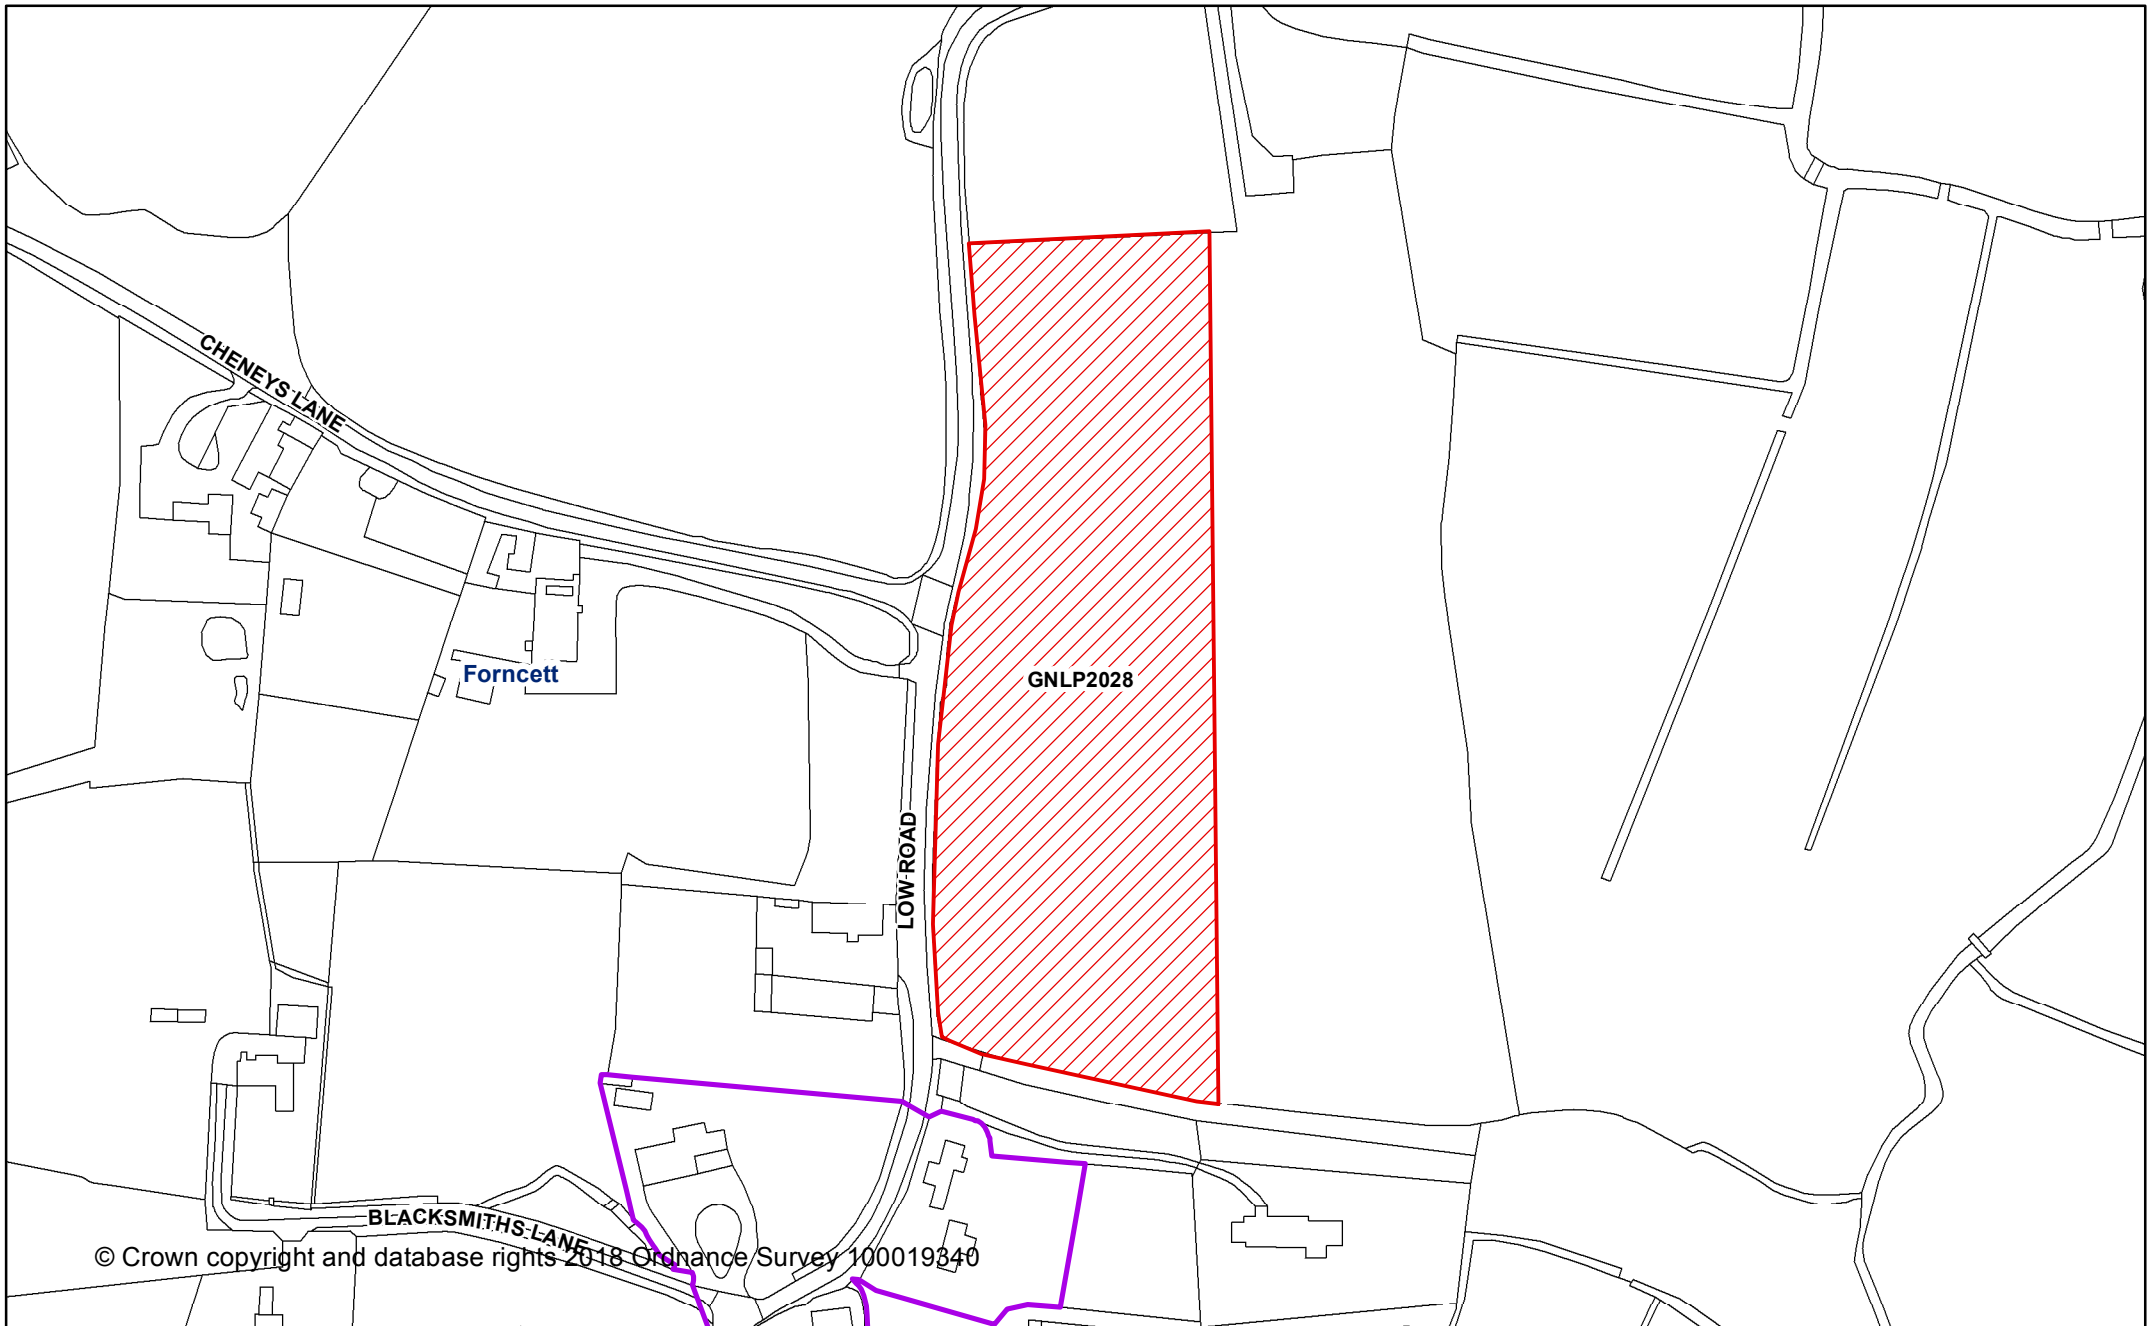 CHENEYS LANE
Forncett
GNLP2028
LOW ROAD
BLACKSMITHS LANE
© Crown copyright and database rights 2018 Ordnance Survey 100019340